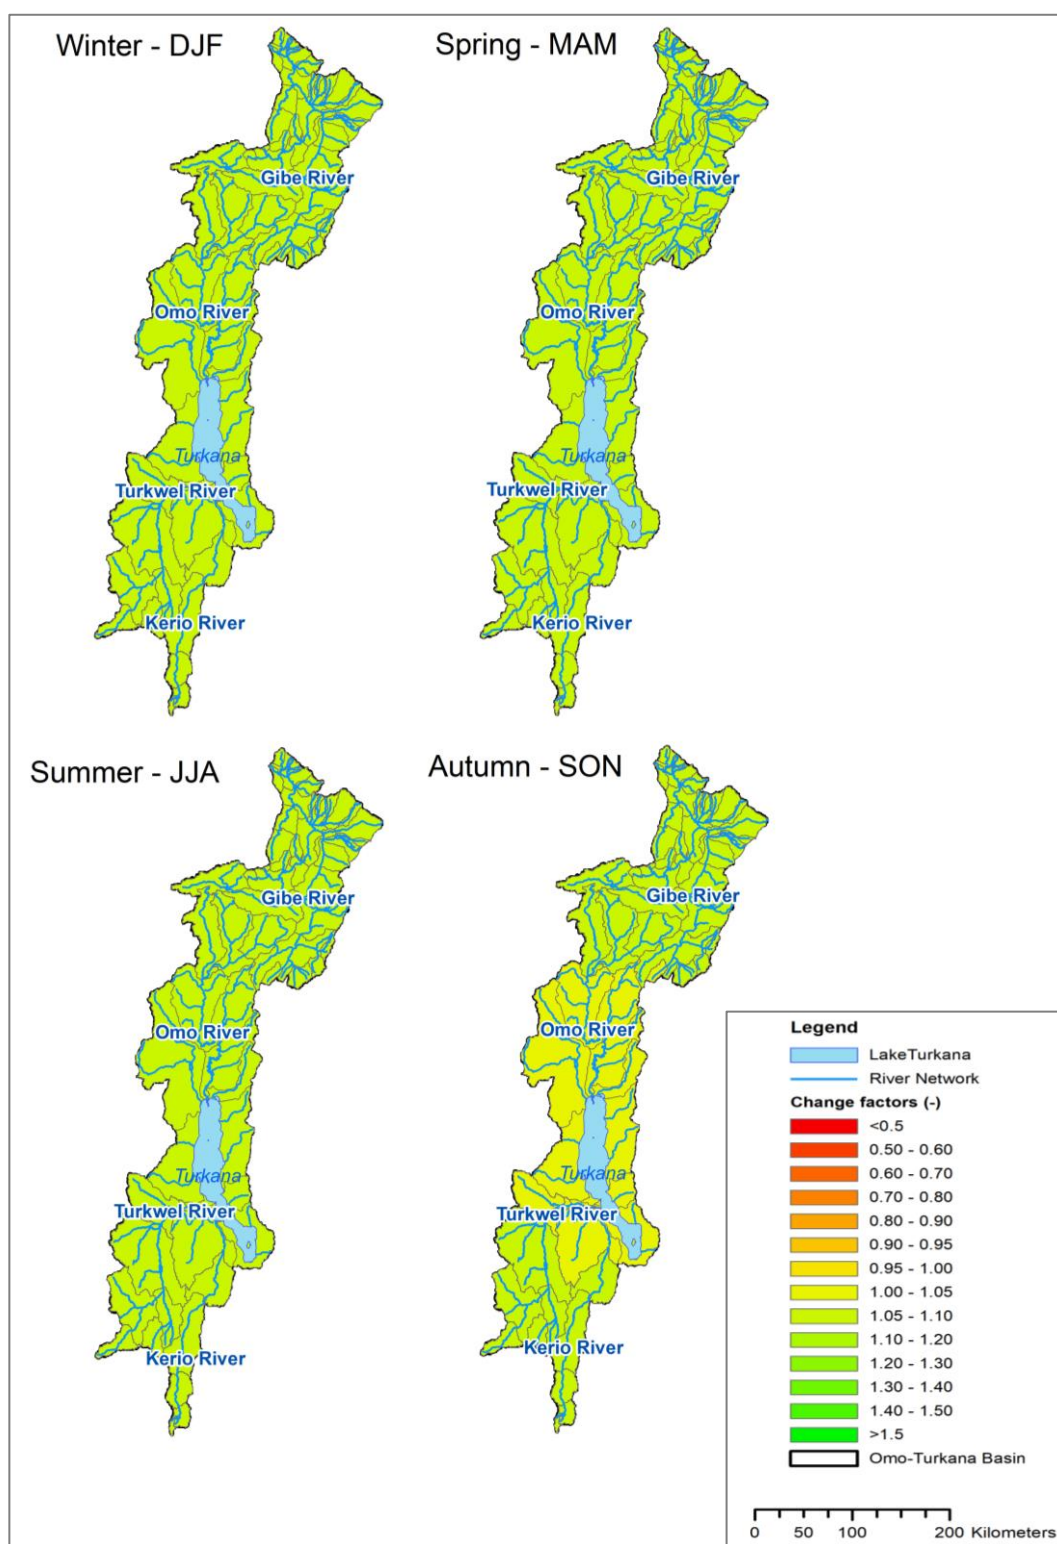 Winter - DJF
Spring - MAM
Gibe River
Gibe River
Omo River
Omo River
Turkana
Turkana
Turkwel River
Turkwel River
Kerio River
Kerio River
Summer - JJA
Autumn - SON
Gibe River
Gibe River
Omo River
Omo River
Turkana
Turkana
Turkwel River
Turkwel River
Kerio River
Kerio River
Legend
LakeTurkana
River Network
Change factors (-)
<0.5
0.50 - 0.60
0.60 - 0.70
0.70 - 0.80
0.80 - 0.90
0.90 - 0.95
0.95 - 1.00
1.00 - 1.05
1.05 - 1.10
1.10 - 1.20
1.20 - 1.30
1.30 - 1.40
1.40 - 1.50
>1.5
Omo-Turkana Basin
0 50 100 200 Kilometers